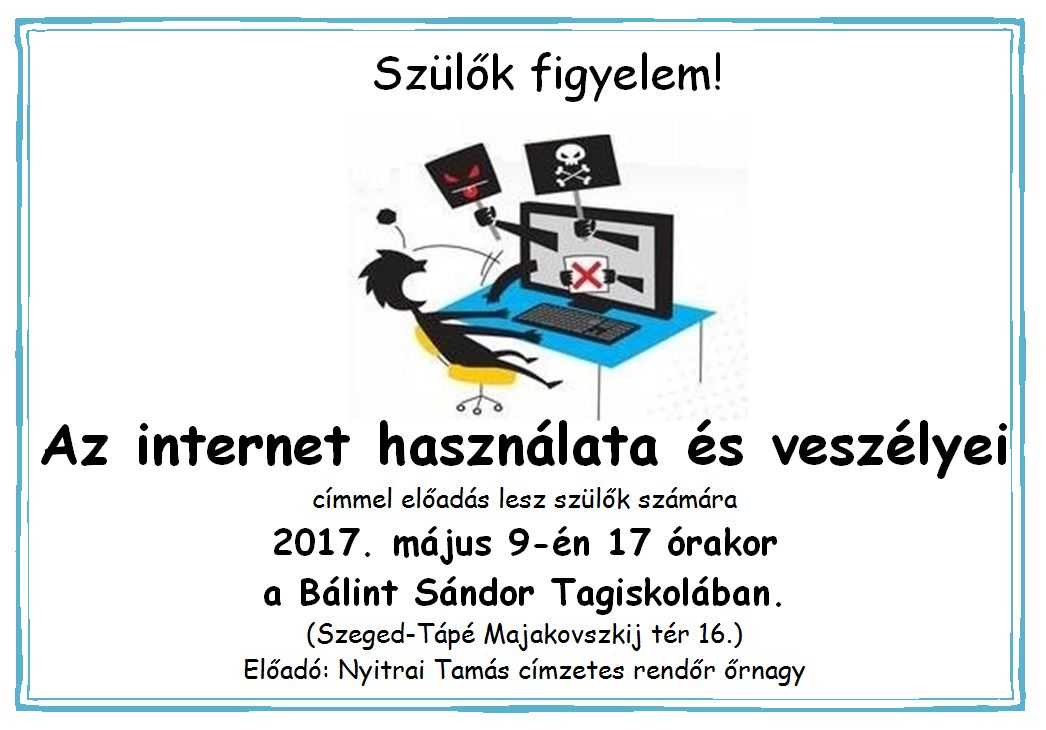 Szülők figyelem!
Az internet használata és veszélyei
címmel előadás lesz szülők számára
2017. május 9-én 17 órakor
a Bálint Sándor Tagiskolában.
(Szeged-Tápé Majakovszkij tér 16.)
Előadó: Nyitrai Tamás címzetes rendőr őrnagy